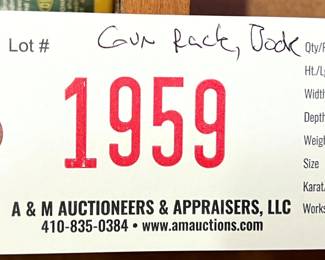 Lot # Gun Rack, Book
Qty/
Ht./L
Width
Depth
Weig
Size
Karat
Works
1959
A & M AUCTIONEERS & APPRAISERS, LLC
410-835-0384 • www.amauctions.com